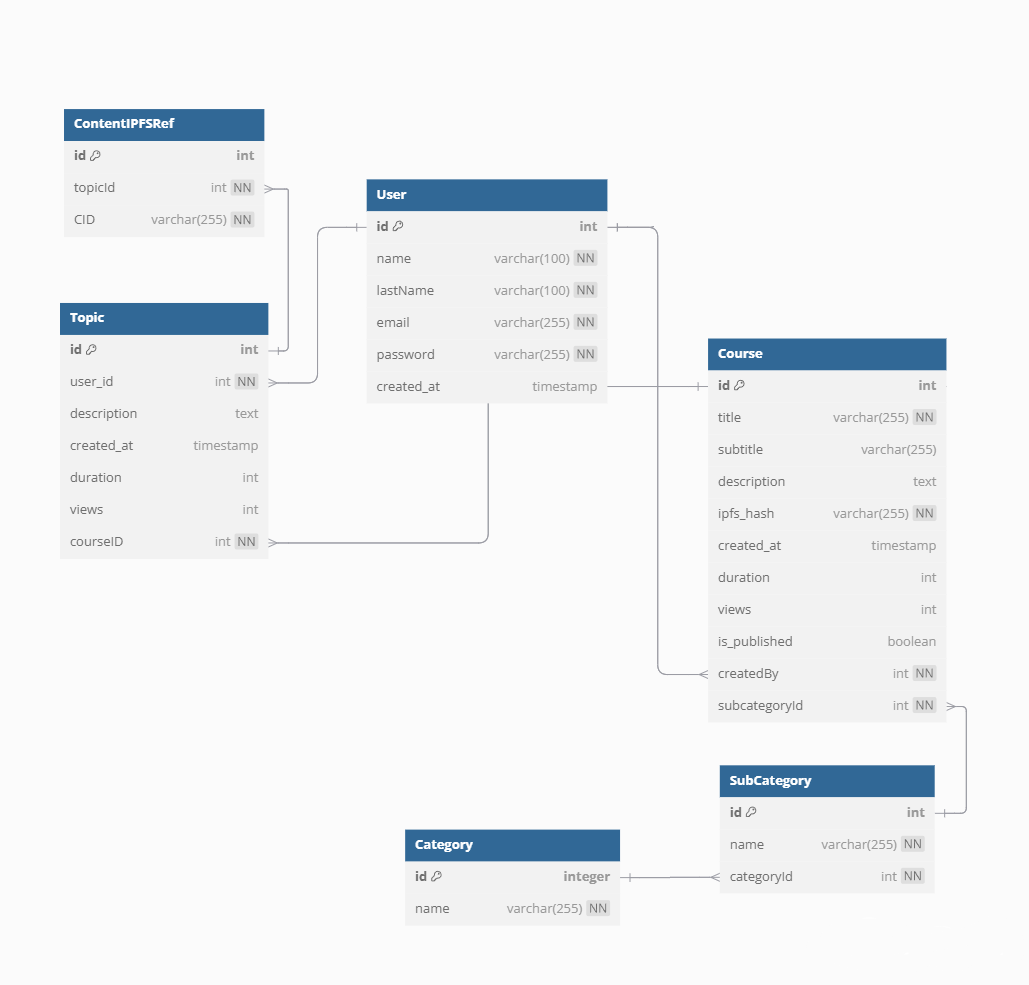 ContentIPFSRef
id int
topicId int NN
CID varchar(255) NN
User
id int
name varchar(100) NN
lastName varchar(100) NN
email varchar(255) NN
password varchar(255) NN
created_at timestamp
Topic
id int
user_id int NN
description text
created_at timestamp
duration int
views int
courseID int NN
Course
id int
title varchar(255) NN
subtitle varchar(255)
description text
ipfs_hash varchar(255) NN
created_at timestamp
duration int
views int
is_published boolean
createdBy int NN
subcategoryId int NN
SubCategory
id int
name varchar(255) NN
categoryId int NN
Category
id integer
name varchar(255) NN